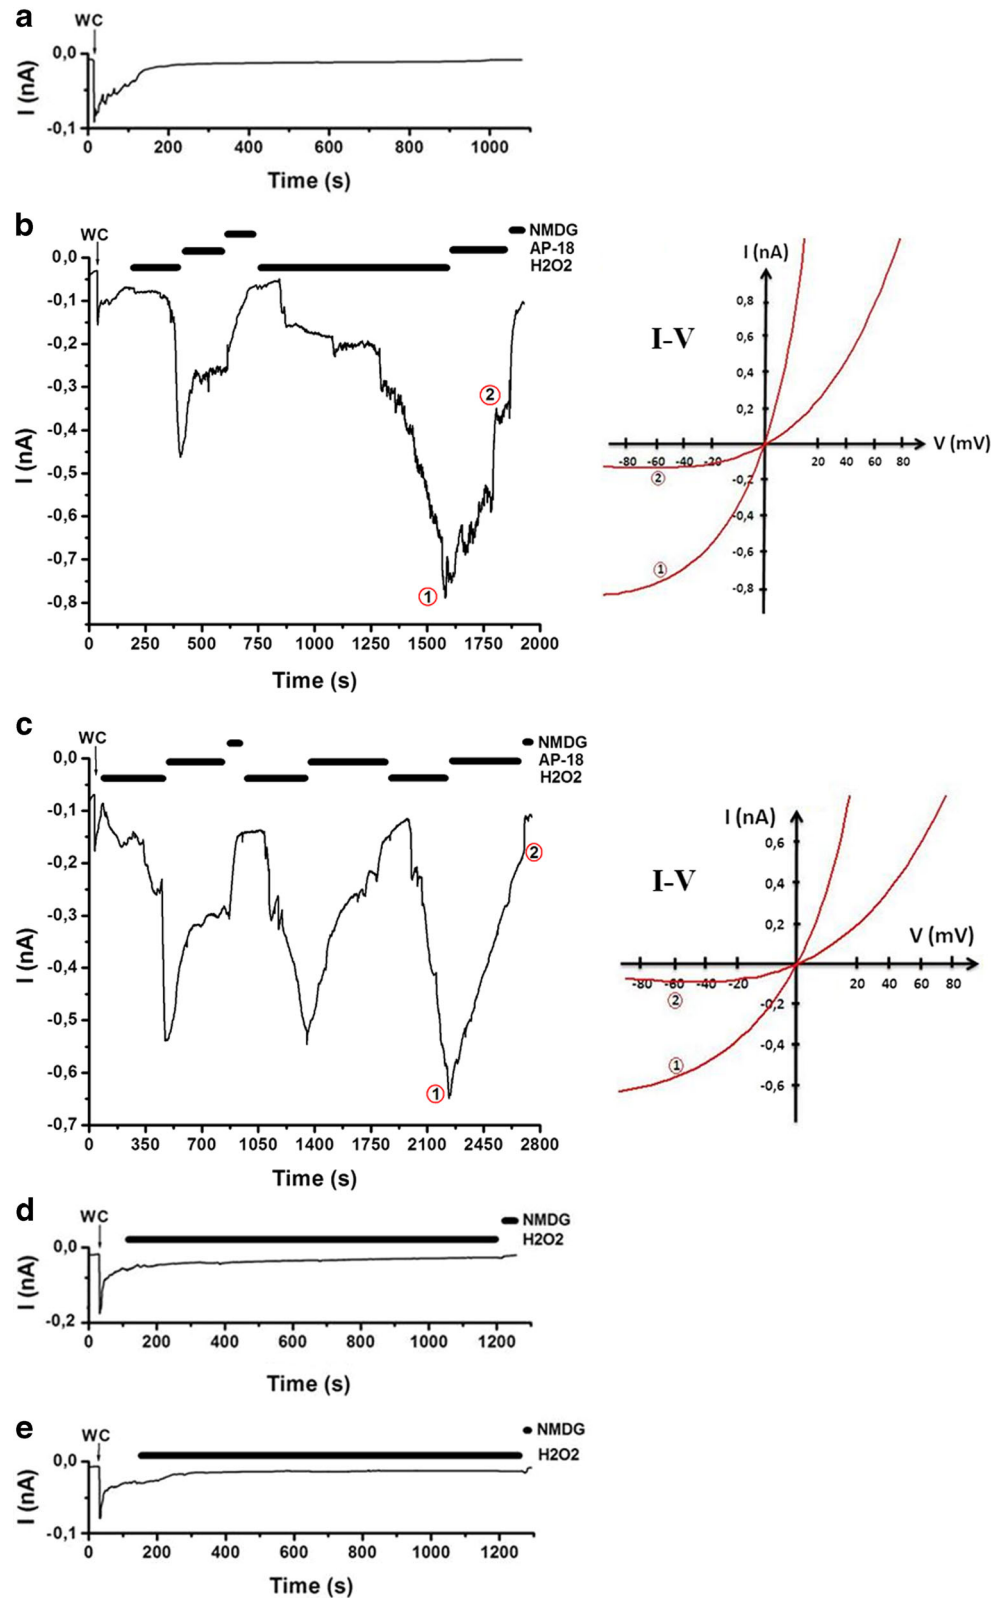 a
WC
0,0
-0,1
I (nA)
0 200 400 600 800 1000
Time (s)
b
WC
NMDG
AP-18
H2O2
0,0
-0,1
-0,2
-0,3
-0,4
-0,5
-0,6
-0,7
-0,8
I (nA)
2
1
0 250 500 750 1000 1250 1500 1750 2000
Time (s)
I (nA)
I-V
0,8
0,6
0,4
0,2
V (mV)
-80 -60 -40 -20 20 40 60 80
-0,2
-0,4
-0,6
-0,8
2
1
c
WC
NMDG
AP-18
H2O2
0,0
-0,1
-0,2
-0,3
-0,4
-0,5
-0,6
-0,7
I (nA)
2
1
0 350 700 1050 1400 1750 2100 2450 2800
Time (s)
I (nA)
I-V
0,6
0,4
0,2
V (mV)
-80 -60 -40 -20 20 40 60 80
-0,2
-0,4
-0,6
2
1
d
WC
NMDG
H2O2
0,0
-0,2
I (nA)
0 200 400 600 800 1000 1200
Time (s)
e
WC
NMDG
H2O2
0,0
-0,1
I (nA)
0 200 400 600 800 1000 1200
Time (s)